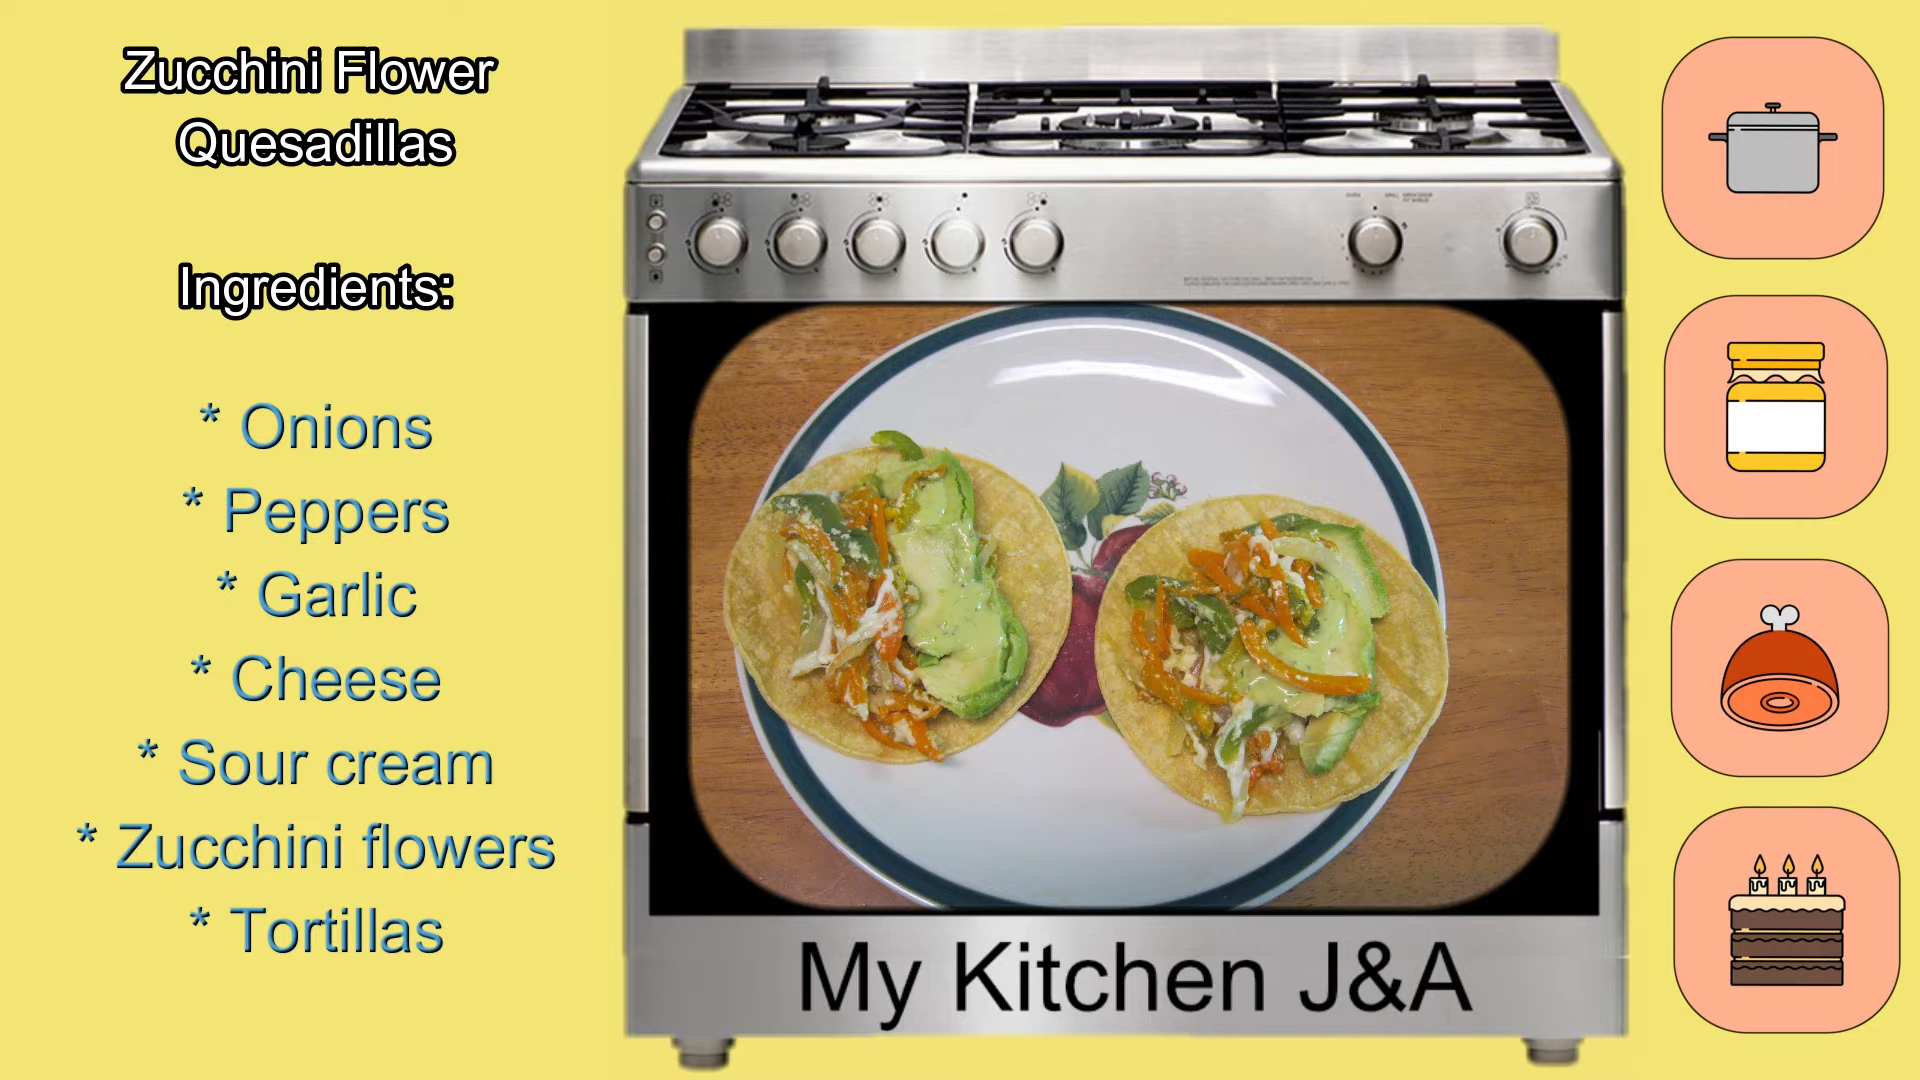 Zucchini Flower
Quesadillas
Ingredients:
* Onions
* Peppers
* Garlic
* Cheese
* Sour cream
* Zucchini flowers
* Tortillas
My Kitchen J&A